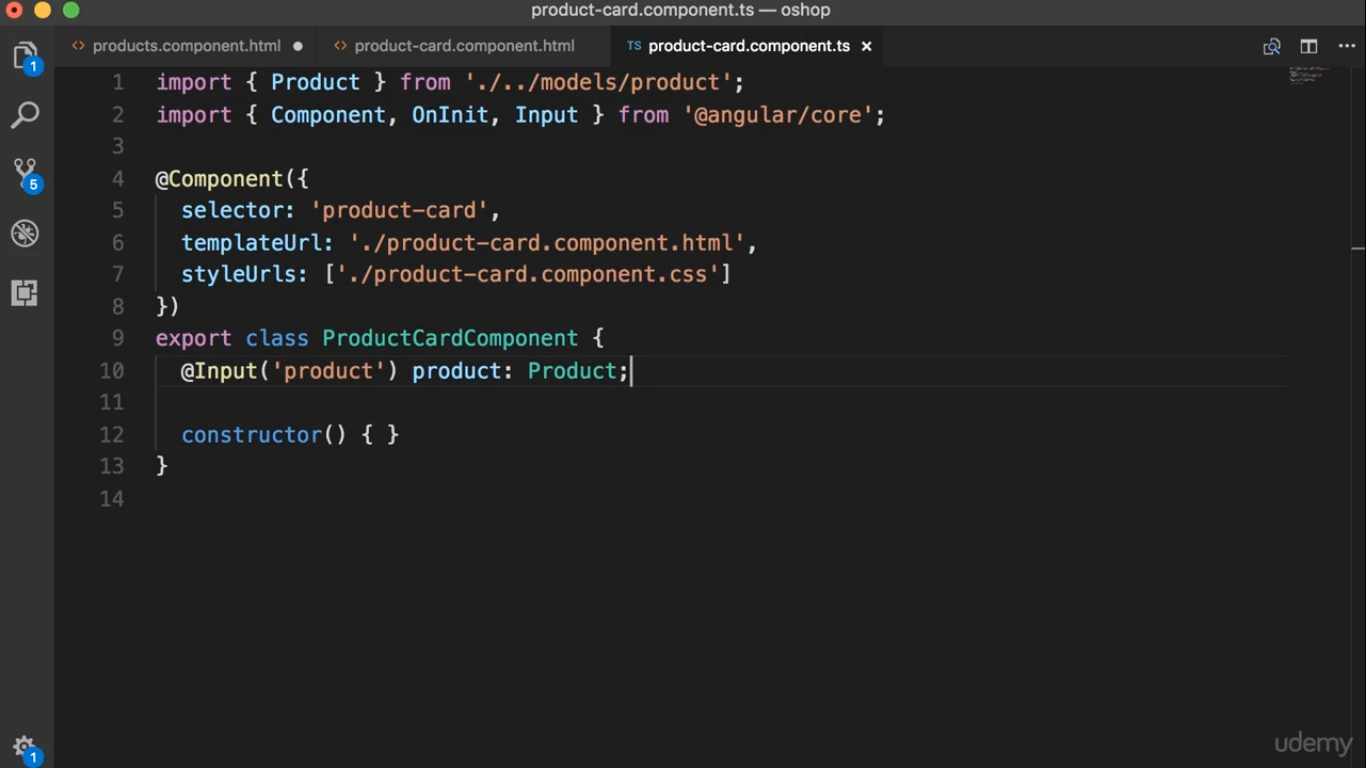 product-card.component.ts — oshop
products.component.html product-card.component.html TS product-card.component.ts
1 import { Product } from './../models/product';
2 import { Component, OnInit, Input } from '@angular/core';
3
4 @Component({
5 selector: 'product-card',
6 templateUrl: './product-card.component.html',
7 styleUrls: ['./product-card.component.css']
8 })
9 export class ProductCardComponent {
10 @Input('product') product: Product;
11
12 constructor() { }
13 }
14
1
5
1
udemy